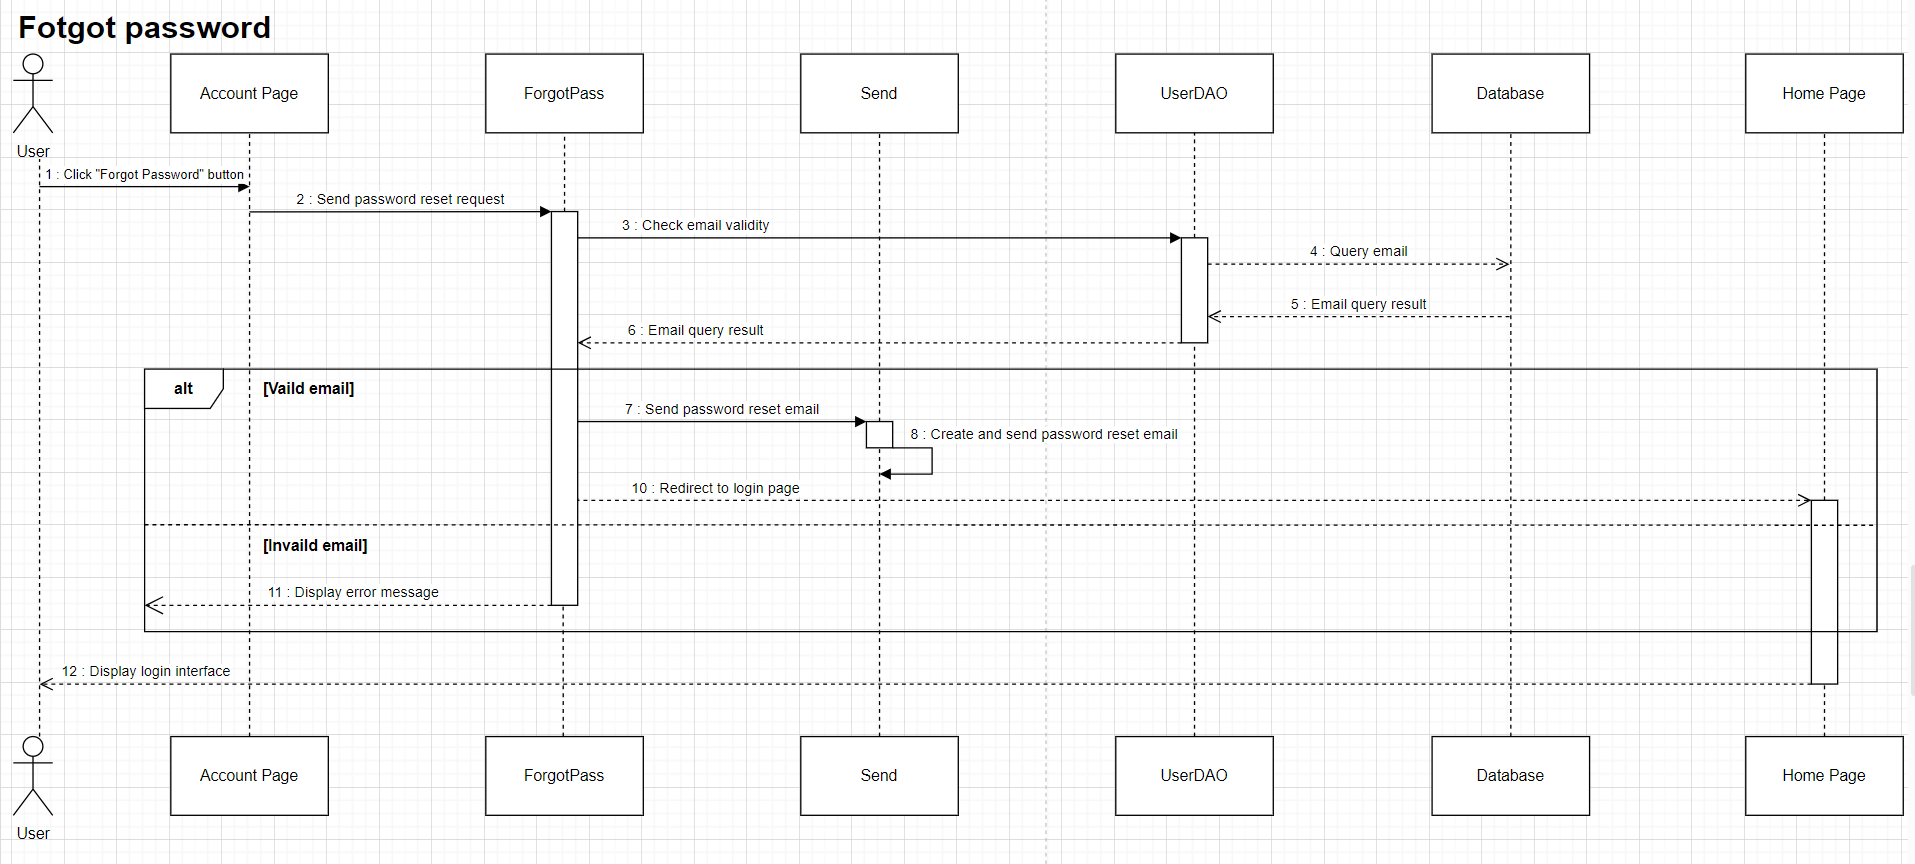 Fotgot password
User
Account Page
ForgotPass
Send
UserDAO
Database
Home Page
1 : Click "Forgot Password" button
2 : Send password reset request
3 : Check email validity
4 : Query email
5 : Email query result
6 : Email query result
alt
[Vaild email]
7 : Send password reset email
8 : Create and send password reset email
10 : Redirect to login page
[Invaild email]
11 : Display error message
12 : Display login interface
User
Account Page
ForgotPass
Send
UserDAO
Database
Home Page